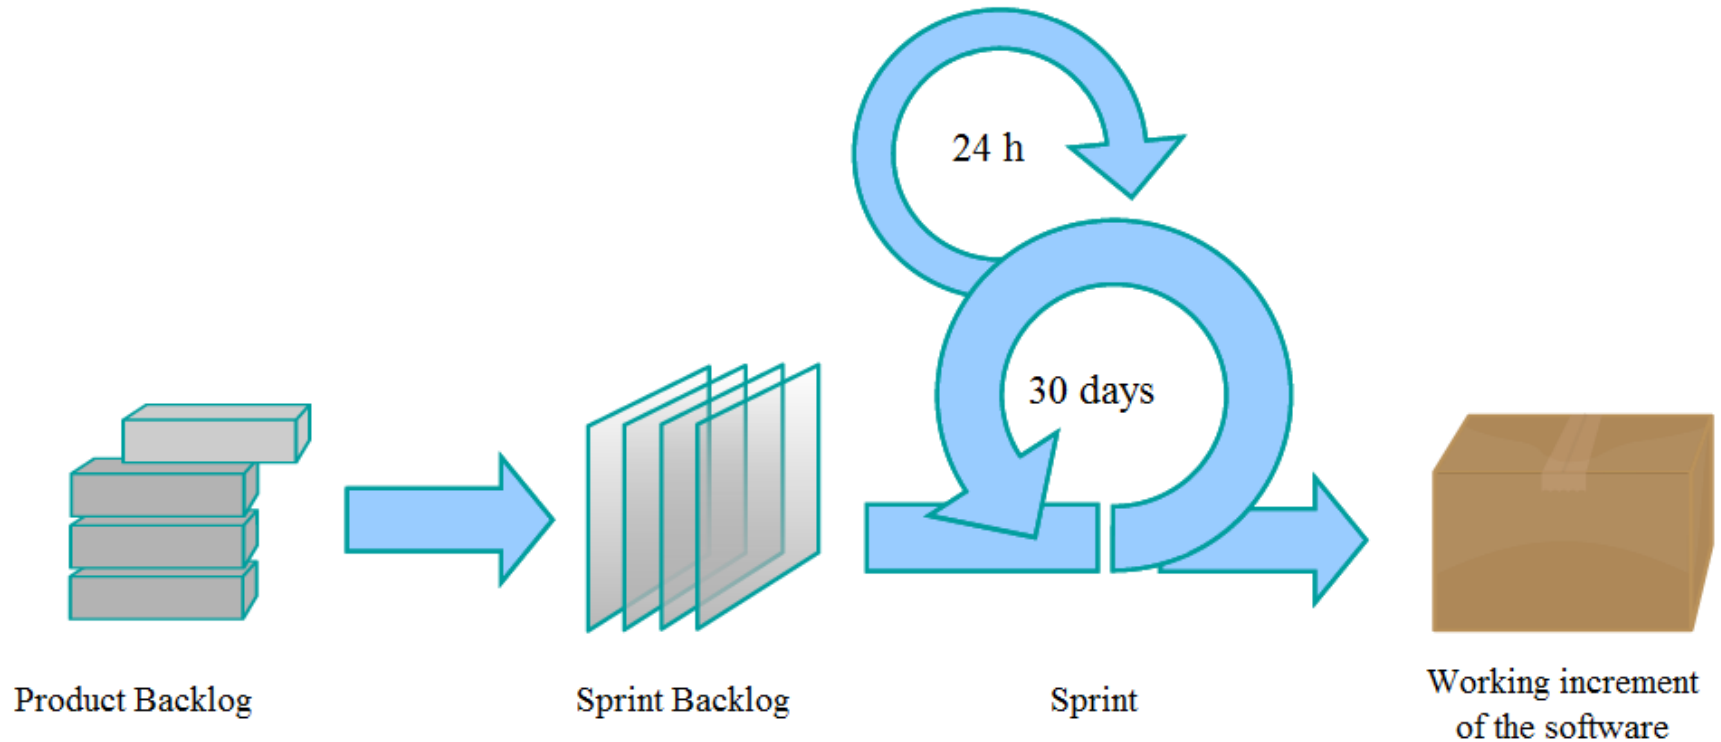 24 h
30 days
Product Backlog
Sprint Backlog
Sprint
Working increment
of the software